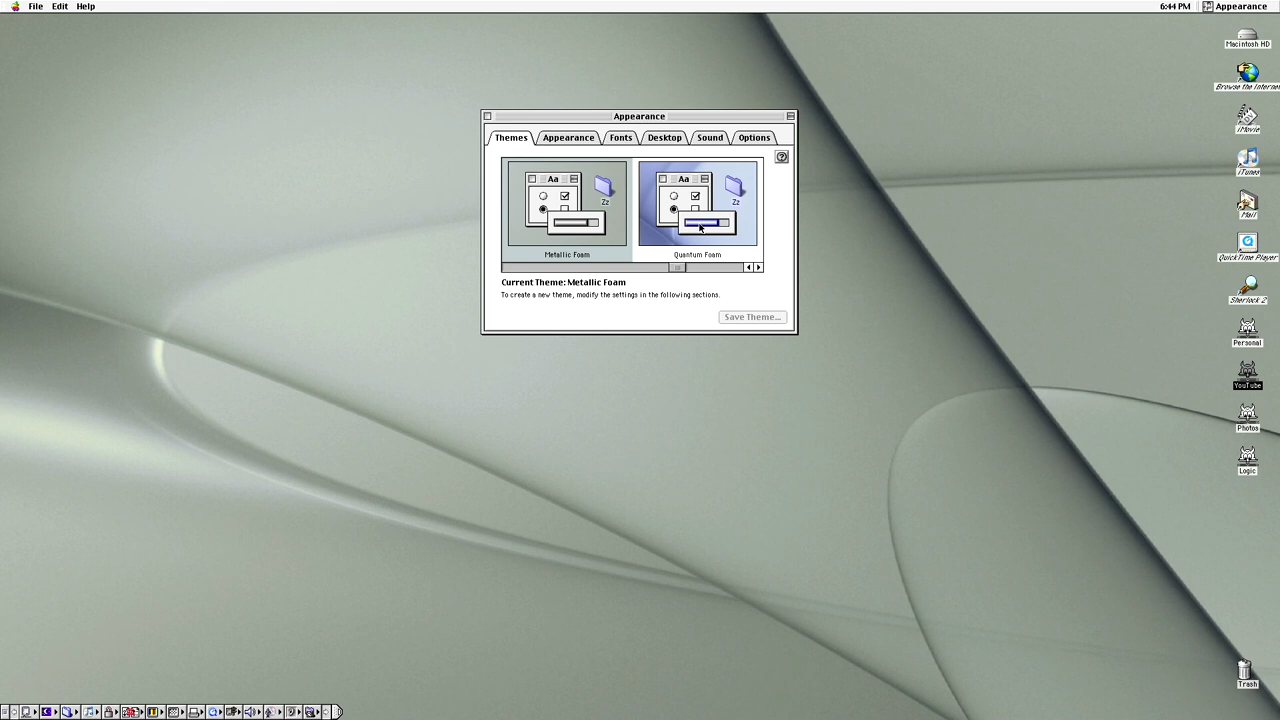 File Edit Help
6:44 PM Appearance
Macintosh HD
Browse the Internet
iMovie
iTunes
Mail
QuickTime Player
Sherlock 2
Personal
YouTube
Photos
Logic
Trash
Appearance
Themes Appearance Fonts Desktop Sound Options
?
Aa
Zz
Metallic Foam
Aa
Zz
Quantum Foam
Current Theme: Metallic Foam
To create a new theme, modify the settings in the following sections.
Save Theme...